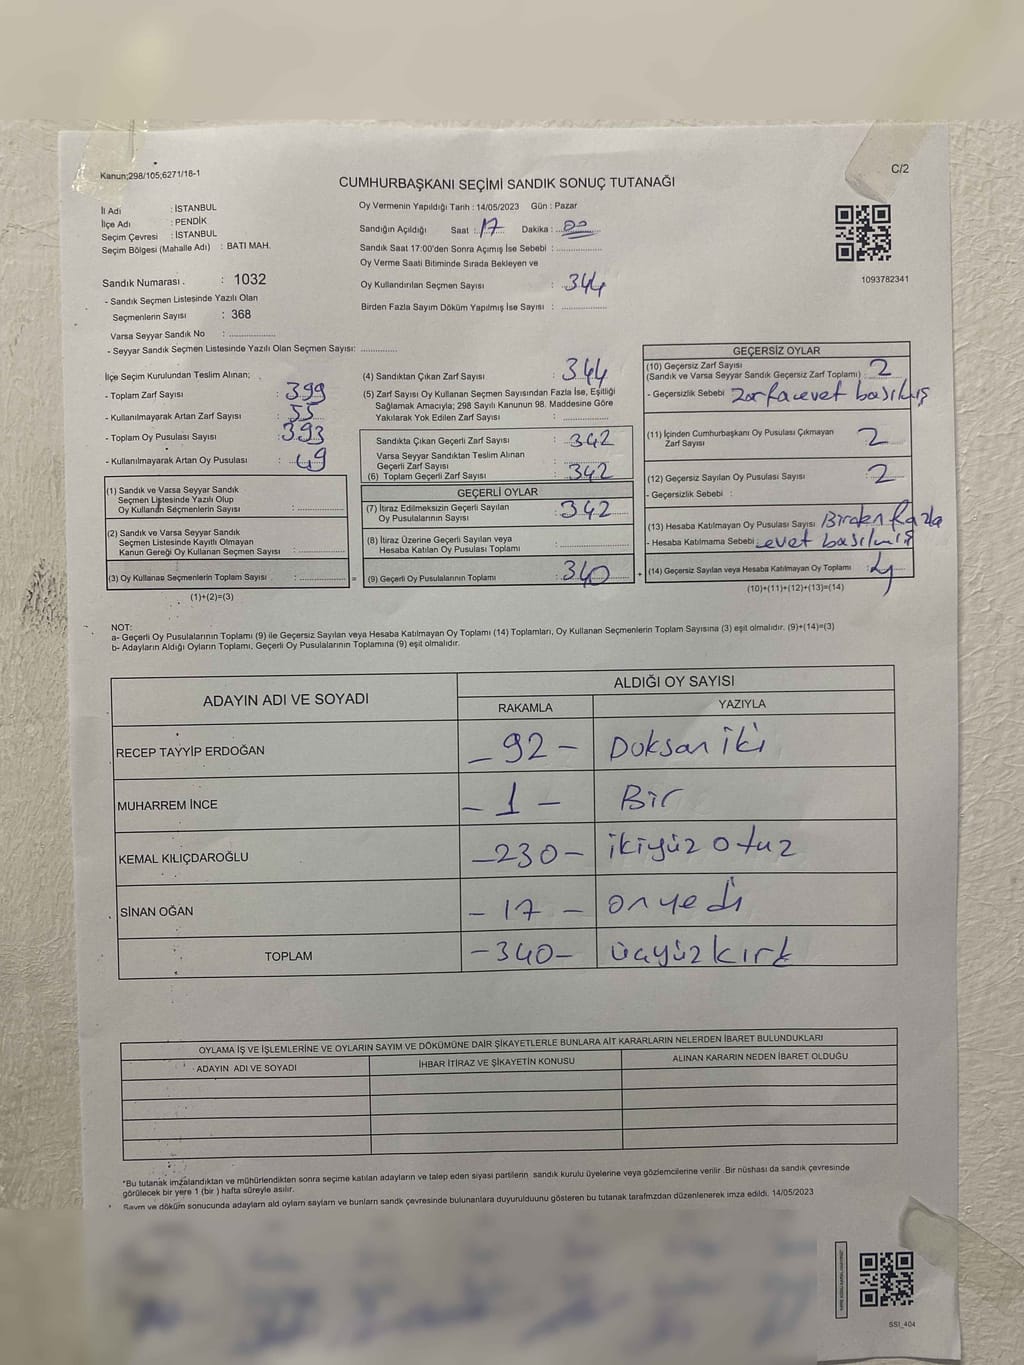 Kanun;298/105;6271/18-1
C/2
CUMHURBAŞKANI SEÇİMİ SANDIK SONUÇ TUTANAĞI
İl Adı : İSTANBUL
İlçe Adı : PENDİK
Seçim Çevresi : İSTANBUL
Seçim Bölgesi (Mahalle Adı) : BATI MAH.
Oy Vermenin Yapıldığı Tarih : 14/05/2023 Gün : Pazar
Sandığın Açıldığı Saat : 17 Dakika : 00
Sandık Saat 17:00'den Sonra Açımış İse Sebebi :
Oy Verme Saati Bitiminde Sırada Bekleyen ve
Oy Kullandırılan Seçmen Sayısı : 344
Birden Fazla Sayım Döküm Yapılmış İse Sayısı :
1093782341
Sandık Numarası. : 1032
- Sandık Seçmen Listesinde Yazılı Olan
Seçmenlerin Sayısı : 368
Varsa Seyyar Sandık No :
- Seyyar Sandık Seçmen Listesinde Yazılı Olan Seçmen Sayısı:
İlçe Seçim Kurulundan Teslim Alınan;
- Toplam Zarf Sayısı : 399
- Kullanılmayarak Artan Zarf Sayısı : 55
- Toplam Oy Pusulası Sayısı : 393
- Kullanılmayarak Artan Oy Pusulası : 49
(1) Sandık ve Varsa Seyyar Sandık
Seçmen Listesinde Yazılı Olup
Oy Kullanan Seçmenlerin Sayısı :
(2) Sandık ve Varsa Seyyar Sandık
Seçmen Listesinde Kayıtlı Olmayan
Kanun Gereği Oy Kullanan Seçmen Sayısı :
(3) Oy Kullanan Seçmenlerin Toplam Sayısı : =
(1)+(2)=(3)
(4) Sandıktan Çıkan Zarf Sayısı : 344
(5) Zarf Sayısı Oy Kullanan Seçmen Sayısından Fazla İse, Eşitliği
Sağlamak Amacıyla; 298 Sayılı Kanunun 98. Maddesine Göre
Yakılarak Yok Edilen Zarf Sayısı :
Sandıkta Çıkan Geçerli Zarf Sayısı : 342
Varsa Seyyar Sandıktan Teslim Alınan
Geçerli Zarf Sayısı :
(6) Toplam Geçerli Zarf Sayısı : 342
GEÇERLİ OYLAR
(7) İtiraz Edilmeksizin Geçerli Sayılan
Oy Pusulalarının Sayısı : 342
(8) İtiraz Üzerine Geçerli Sayılan veya
Hesaba Katılan Oy Pusulası Toplamı :
(9) Geçerli Oy Pusulalarının Toplamı : 340 +
GEÇERSİZ OYLAR
(10) Geçersiz Zarf Sayısı
(Sandık ve Varsa Seyyar Sandık Geçersiz Zarf Toplamı) : 2
- Geçersizlik Sebebi : Zarfa evet basılmış
(11) İçinden Cumhurbaşkanı Oy Pusulası Çıkmayan
Zarf Sayısı : 2
(12) Geçersiz Sayılan Oy Pusulası Sayısı : 2
- Geçersizlik Sebebi :
(13) Hesaba Katılmayan Oy Pusulası Sayısı Birden fazla
- Hesaba Katılmama Sebebi evet basılmış
(14) Geçersiz Sayılan veya Hesaba Katılmayan Oy Toplamı : 4
(10)+(11)+(12)+(13)=(14)
NOT:
a- Geçerli Oy Pusulalarının Toplamı (9) ile Geçersiz Sayılan veya Hesaba Katılmayan Oy Toplamı (14) Toplamları, Oy Kullanan Seçmenlerin Toplam Sayısına (3) eşit olmalıdır. (9)+(14)=(3)
b- Adayların Aldığı Oyların Toplamı, Geçerli Oy Pusulalarının Toplamına (9) eşit olmalıdır.
ADAYIN ADI VE SOYADI
ALDIĞI OY SAYISI
RAKAMLA YAZIYLA
RECEP TAYYİP ERDOĞAN - 92 - Doksan iki
MUHARREM İNCE - 1 - Bir
KEMAL KILIÇDAROĞLU - 230 - ikiyüz otuz
SİNAN OĞAN - 17 - on yedi
TOPLAM - 340 - üçyüz kırk
OYLAMA İŞ VE İŞLEMLERİNE VE OYLARIN SAYIM VE DÖKÜMÜNE DAİR ŞİKAYETLERLE BUNLARA AİT KARARLARIN NELERDEN İBARET BULUNDUKLARI
ADAYIN ADI VE SOYADI İHBAR İTİRAZ VE ŞİKAYETİN KONUSU ALINAN KARARIN NEDEN İBARET OLDUĞU
*Bu tutanak imzalandıktan ve mühürlendikten sonra seçime katılan adayların ve talep eden siyasi partilerin sandık kurulu üyelerine veya gözlemcilerine verilir .Bir nüshası da sandık çevresinde
görülecek bir yere 1 (bir ) hafta süreyle asılır.
Sayım ve döküm sonucunda adayların ald oyların sayların ve bunların sandk çevresinde bulunanlara duyurulduunu gösteren bu tutanak tarafmzdan düzenlenerek imza edildi. 14/05/2023
SSI_404